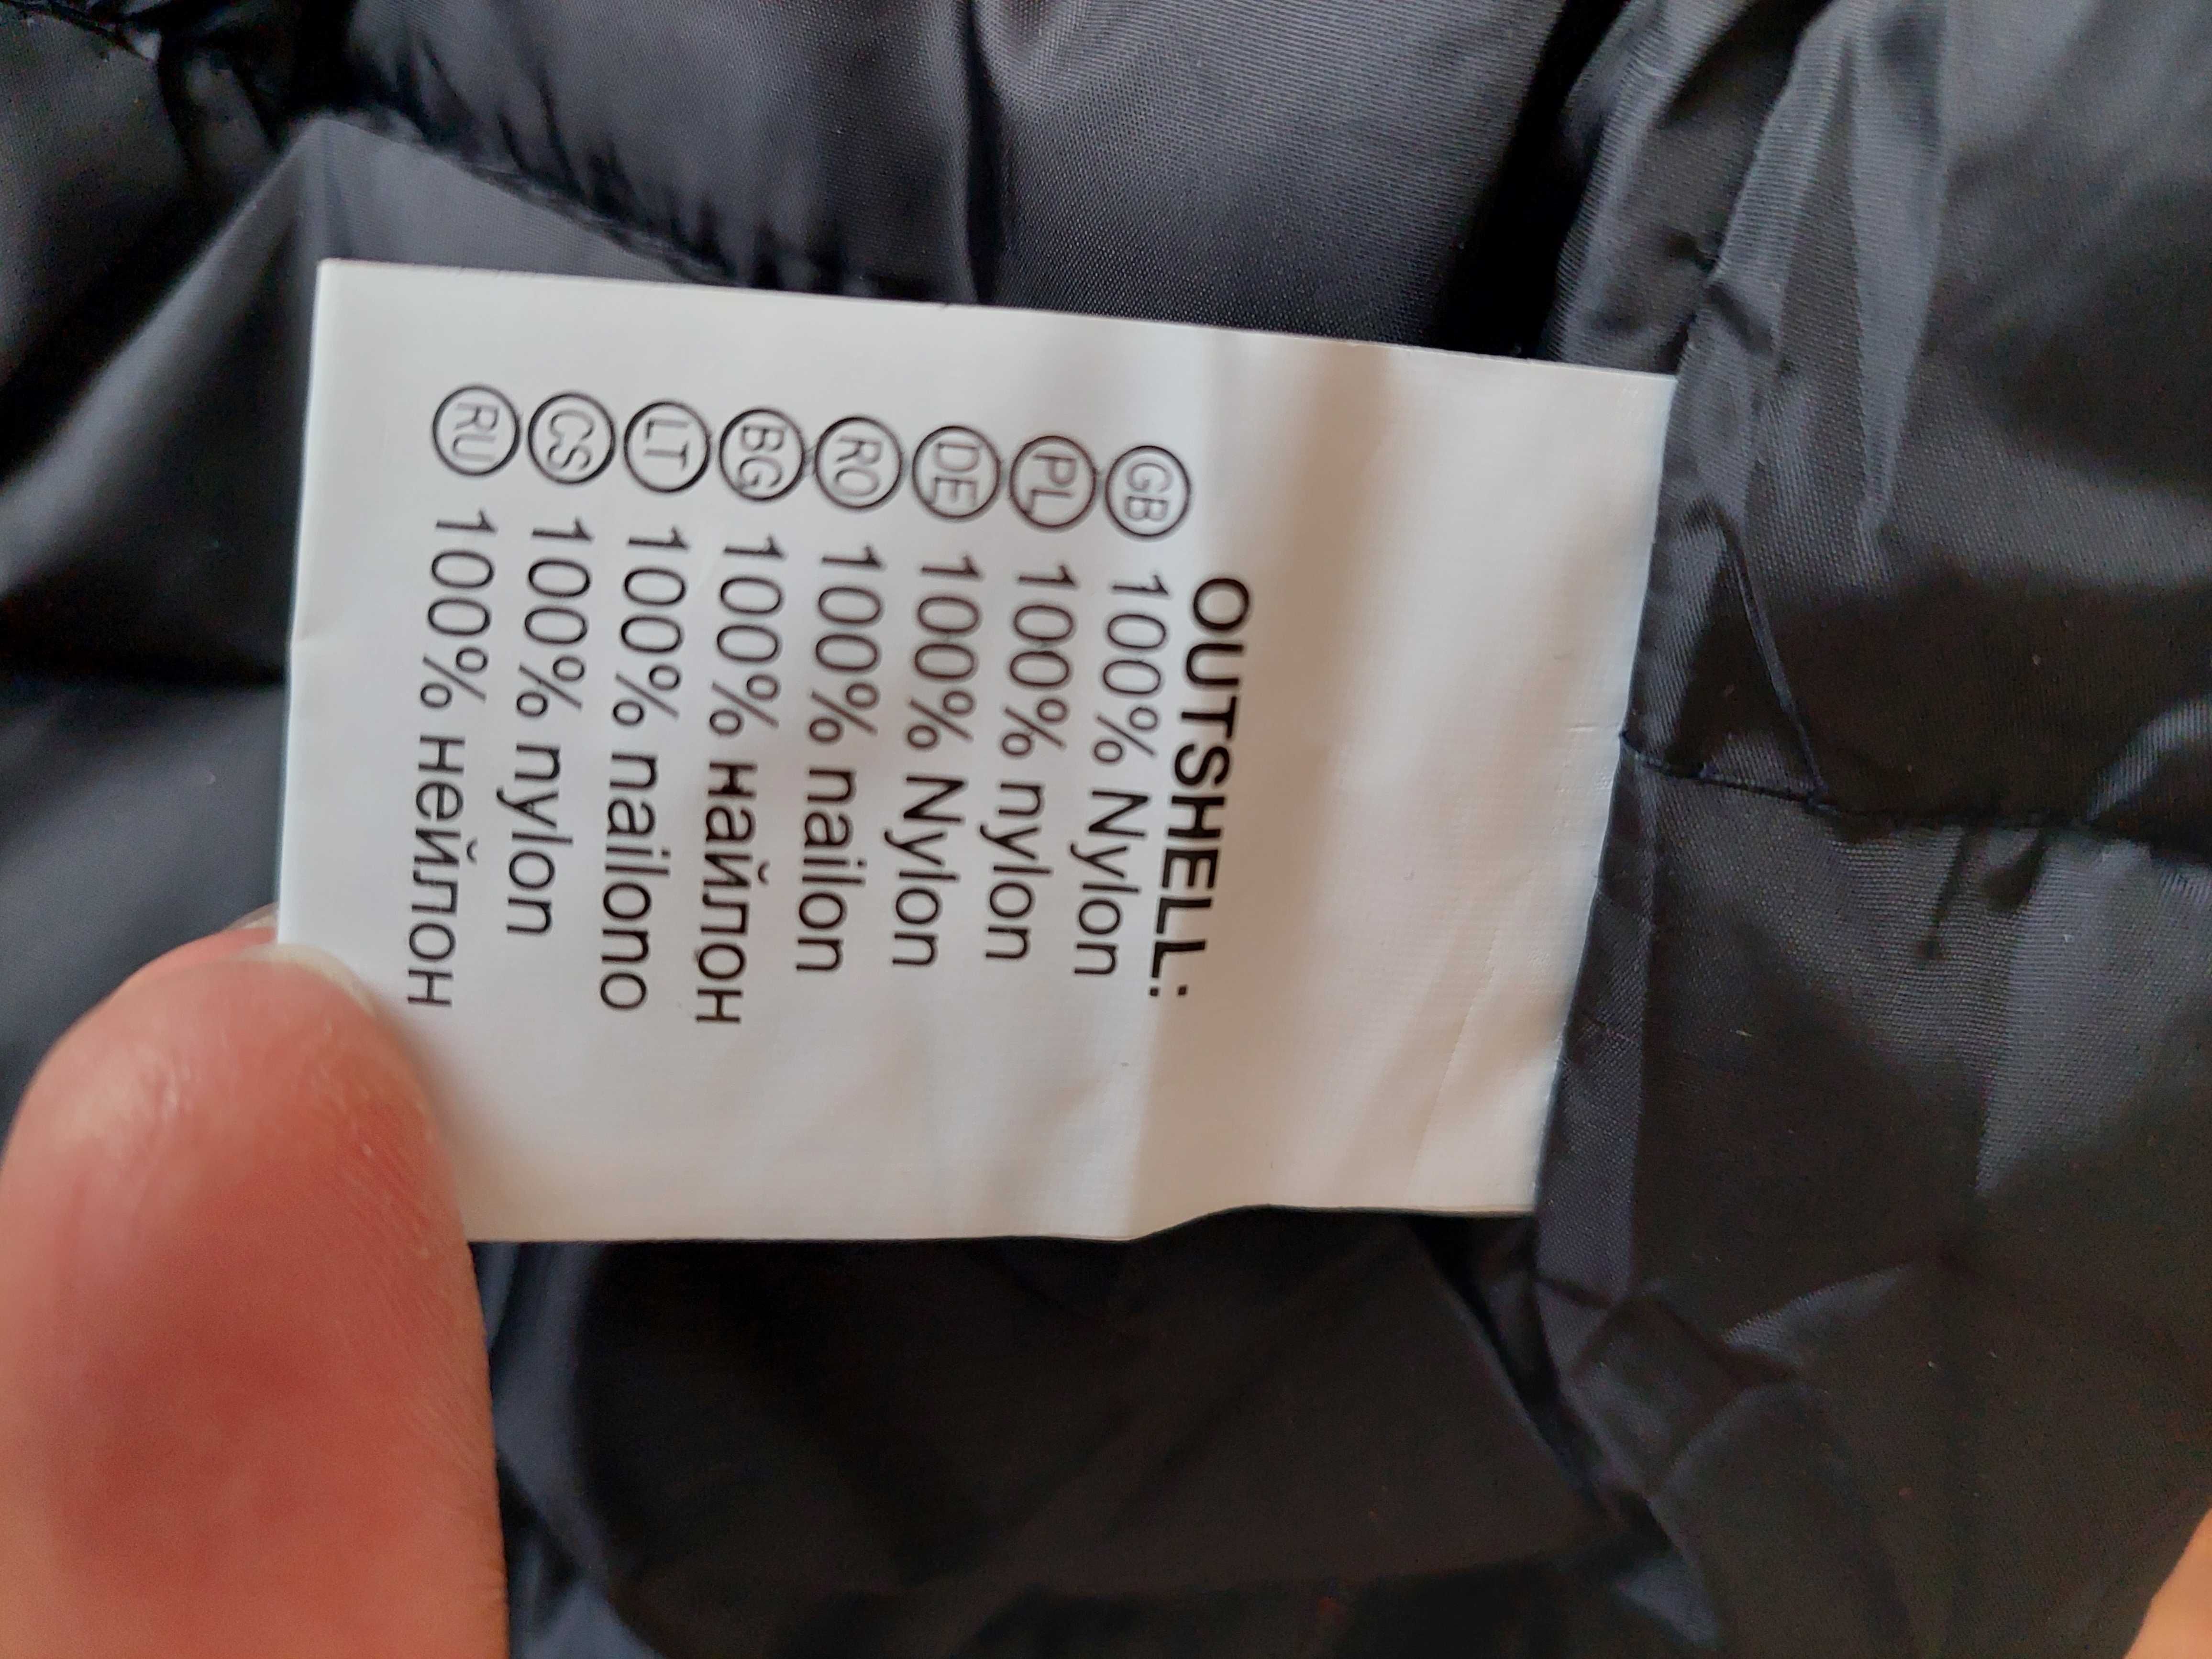 OUTSHELL:
GB 100% Nylon
PL 100% nylon
DE 100% Nylon
RO 100% nailon
BG 100% найлон
LT 100% nailono
CS 100% nylon
RU 100% нейлон